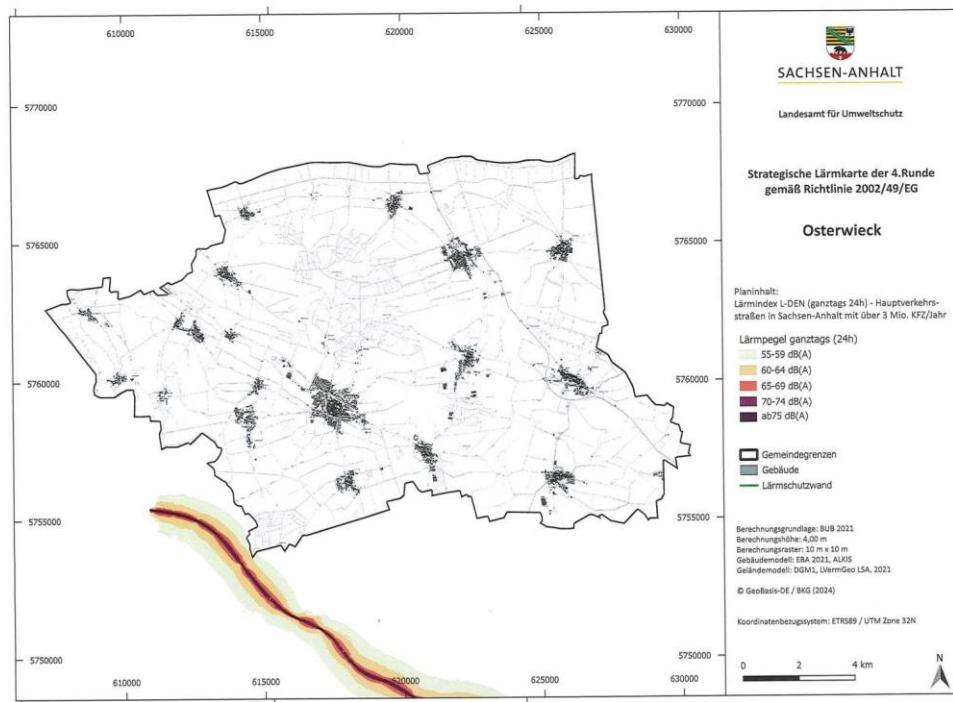 610000
615000
620000
625000
630000
5770000
5770000
5765000
5765000
5760000
5760000
5755000
5755000
5750000
5750000
610000
615000
620000
625000
630000
SACHSEN-ANHALT
Landesamt für Umweltschutz
Strategische Lärmkarte der 4.Runde
gemäß Richtlinie 2002/49/EG
Osterwieck
Planinhalt:
Lärmindex L-DEN (ganztags 24h) - Hauptverkehrs-
straßen in Sachsen-Anhalt mit über 3 Mio. KFZ/Jahr
Lärmpegel ganztags (24h)
55-59 dB(A)
60-64 dB(A)
65-69 dB(A)
70-74 dB(A)
ab75 dB(A)
Gemeindegrenzen
Gebäude
Lärmschutzwand
Berechnungsgrundlage: BUB 2021
Berechnungshöhe: 4,00 m
Berechnungsraster: 10 m x 10 m
Gebäudemodell: EBA 2021, ALKIS
Geländemodell: DGM1, LVermGeo LSA, 2021
© GeoBasis-DE / BKG (2024)
Koordinatenbezugssystem: ETRS89 / UTM Zone 32N
0 2 4 km
N